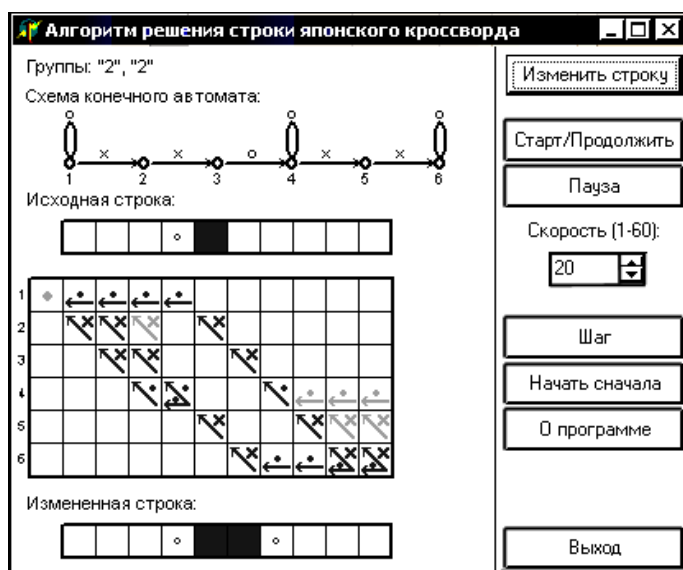 Алгоритм решения строки японского кроссворда
Группы: "2", "2"
Схема конечного автомата:
1 2 3 4 5 6
Исходная строка:
1
2
3
4
5
6
Измененная строка:
Изменить строку
Старт/Продолжить
Пауза
Скорость (1-60):
20
Шаг
Начать сначала
О программе
Выход